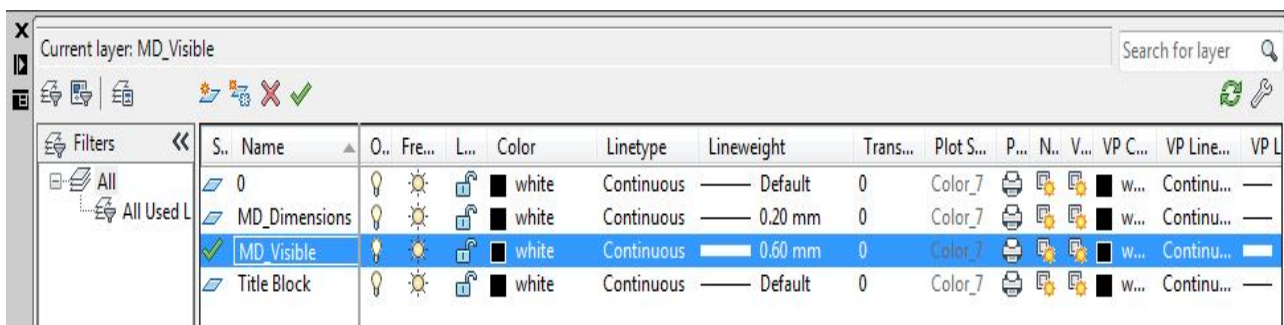 Current layer: MD_Visible
Search for layer
Filters
S.. Name O.. Fre... L... Color Linetype Lineweight Trans... Plot S... P... N.. V... VP C... VP Line... VP L
All
All Used L
0 white Continuous Default 0 Color_7 w... Continu...
MD_Dimensions white Continuous 0.20 mm 0 Color_7 w... Continu...
MD_Visible white Continuous 0.60 mm 0 Color_7 w... Continu...
Title Block white Continuous Default 0 Color_7 w... Continu...